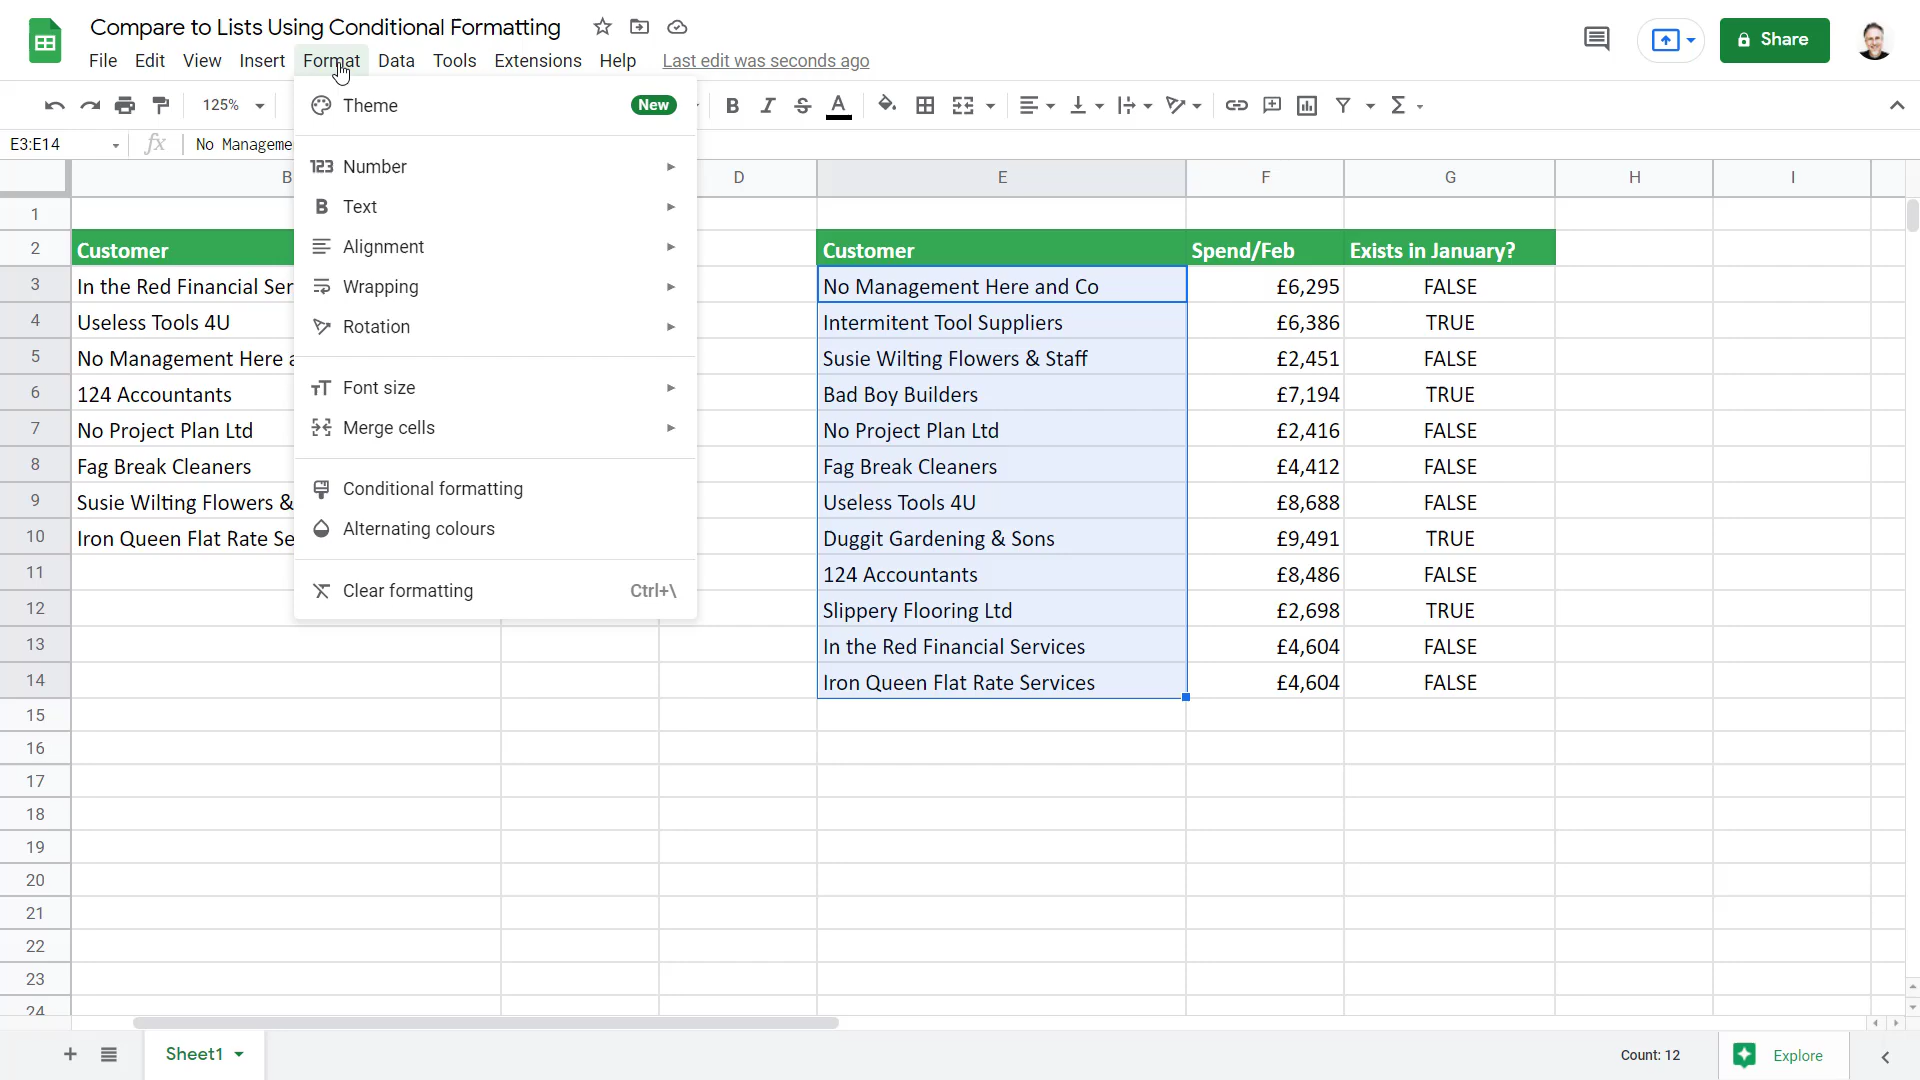 Compare to Lists Using Conditional Formatting
File Edit View Insert Format Data Tools Extensions Help Last edit was seconds ago
Share
125%
B I S A
E3:E14 fx No Manageme
Theme New
123 Number
B Text
Alignment
Wrapping
Rotation
Font size
Merge cells
Conditional formatting
Alternating colours
Clear formatting Ctrl+\
B D E F G H I
1
2 Customer Customer Spend/Feb Exists in January?
3 In the Red Financial Ser No Management Here and Co £6,295 FALSE
4 Useless Tools 4U Intermitent Tool Suppliers £6,386 TRUE
5 No Management Here a Susie Wilting Flowers & Staff £2,451 FALSE
6 124 Accountants Bad Boy Builders £7,194 TRUE
7 No Project Plan Ltd No Project Plan Ltd £2,416 FALSE
8 Fag Break Cleaners Fag Break Cleaners £4,412 FALSE
9 Susie Wilting Flowers & Useless Tools 4U £8,688 FALSE
10 Iron Queen Flat Rate Se Duggit Gardening & Sons £9,491 TRUE
11 124 Accountants £8,486 FALSE
12 Slippery Flooring Ltd £2,698 TRUE
13 In the Red Financial Services £4,604 FALSE
14 Iron Queen Flat Rate Services £4,604 FALSE
15
16
17
18
19
20
21
22
23
24
Sheet1 Count: 12 Explore